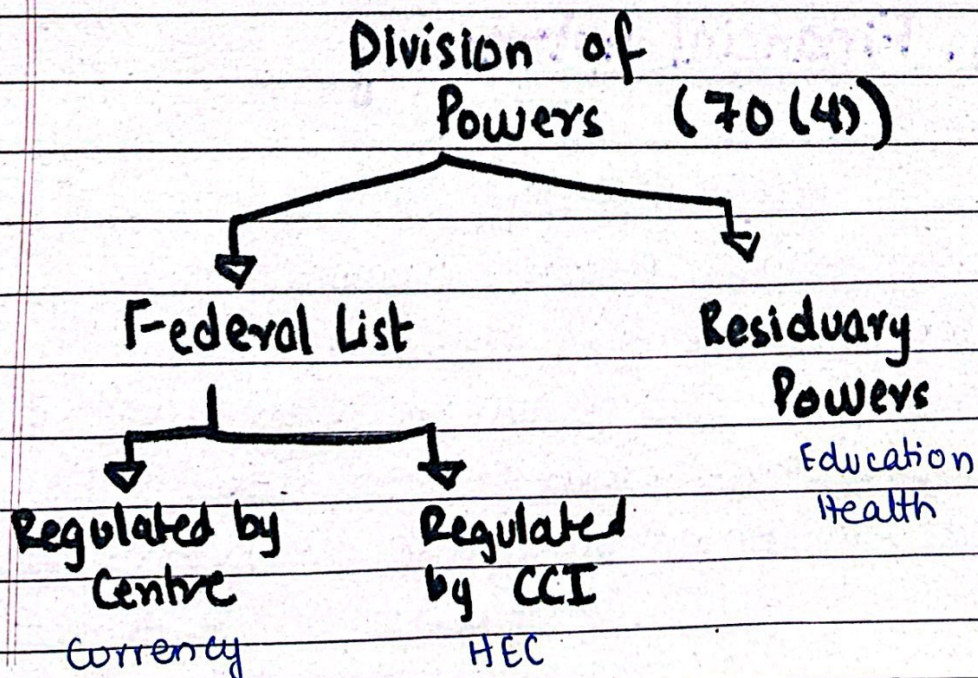 Division of
Powers (70(4))
Federal List
Residuary
Powers
Education
Health
Regulated by
Centre
Currency
Regulated
by CCI
HEC